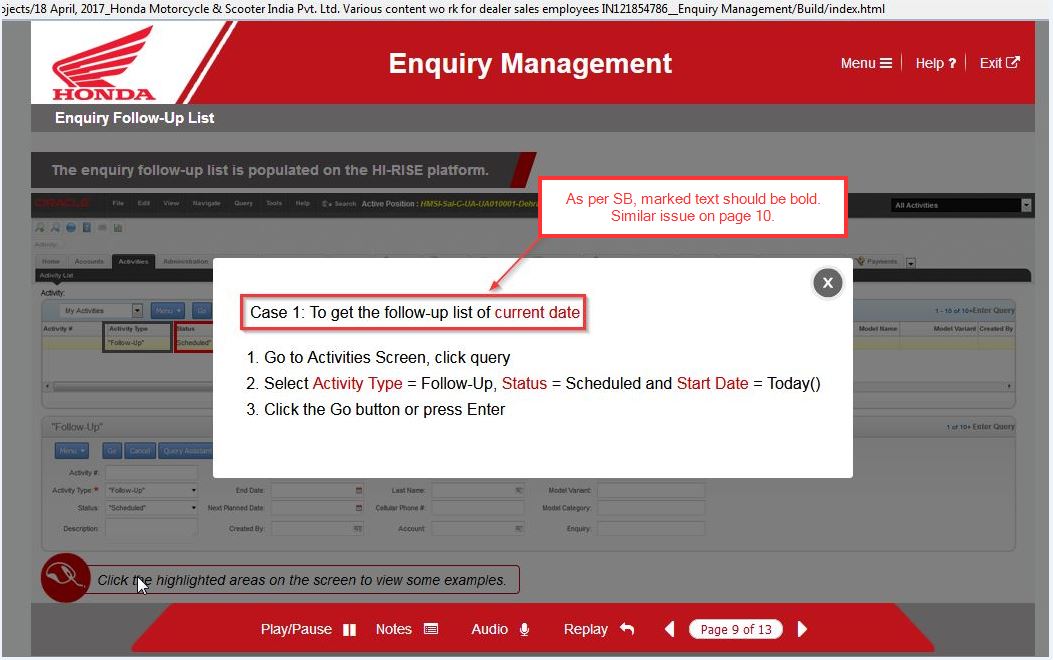 ojects/18 April, 2017_Honda Motorcycle & Scooter India Pvt. Ltd. Various content wo rk for dealer sales employees IN121854786__Enquiry Management/Build/index.html
HONDA
Enquiry Management
Menu
Help ?
Exit
Enquiry Follow-Up List
The enquiry follow-up list is populated on the HI-RISE platform.
As per SB, marked text should be bold.
Similar issue on page 10.
ORACLE
File Edit View Navigate Query Tools Help Search Active Position : HMSI-Sal-C-UA-UA010001-Dehra
All Activities
Activity:
Home Accounts Activities Administration
Payments
Activity List
Activity:
My Activities Menu Go
1 - 10 of 10+ Enter Query
Activity # Activity Type Status
Model Name Model Variant Created By
"Follow-Up" Scheduled"
X
Case 1: To get the follow-up list of current date
1. Go to Activities Screen, click query
2. Select Activity Type = Follow-Up, Status = Scheduled and Start Date = Today()
3. Click the Go button or press Enter
"Follow-Up"
1 of 10+ Enter Query
Menu Go Cancel Query Assistant
Activity #:
Activity Type:* "Follow-Up" End Date: Last Name: Model Varient:
Status: "Scheduled" Next Planned Date: Cellular Phone #: Model Category:
Description: Created By: Account: Enquiry:
Click the highlighted areas on the screen to view some examples.
Play/Pause
Notes
Audio
Replay
Page 9 of 13